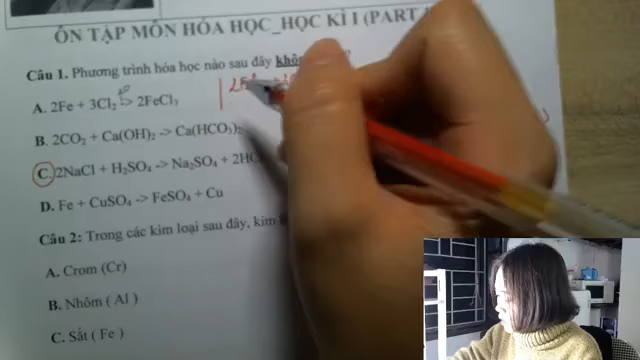 ÔN TẬP MÔN HÓA HỌC_HỌC KÌ I (PART
Câu 1. Phương trình hóa học nào sau đây
A. 2Fe + 3Cl₂ -> 2FeCl₃
B. 2CO₂ + Ca(OH)₂ -> Ca(HCO₃)₂
C. 2NaCl + H₂SO₄ -> Na₂SO₄ +
D. Fe + CuSO₄ -> FeSO₄ + Cu
Câu 2: Trong các kim loại sau đây, kim
A. Crom (Cr)
B. Nhôm ( Al )
C. Sắt ( Fe )